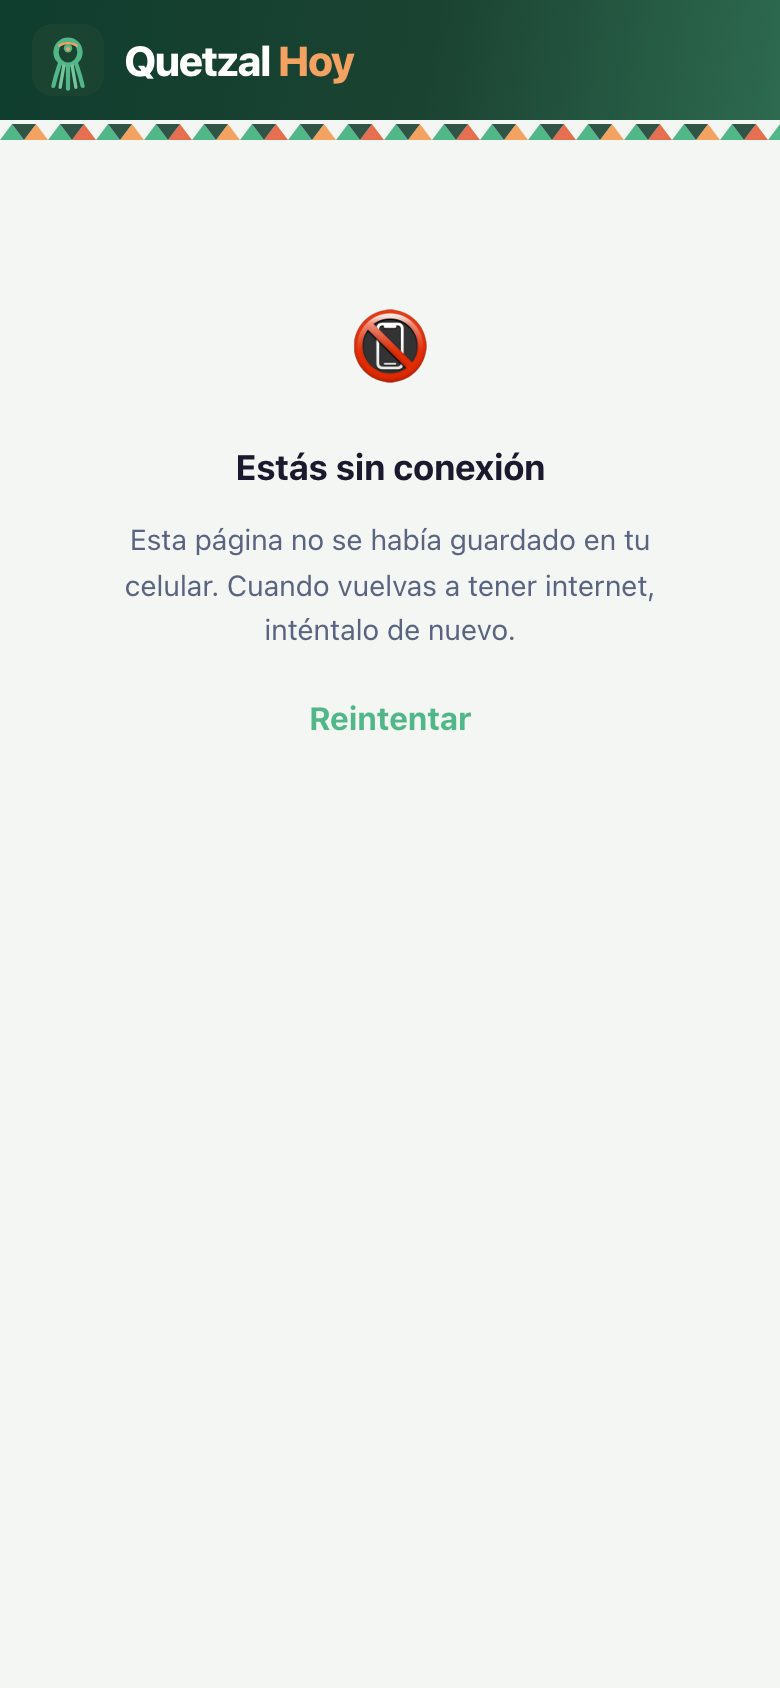 Quetzal Hoy
Estás sin conexión
Esta página no se había guardado en tu
celular. Cuando vuelvas a tener internet,
inténtalo de nuevo.
Reintentar